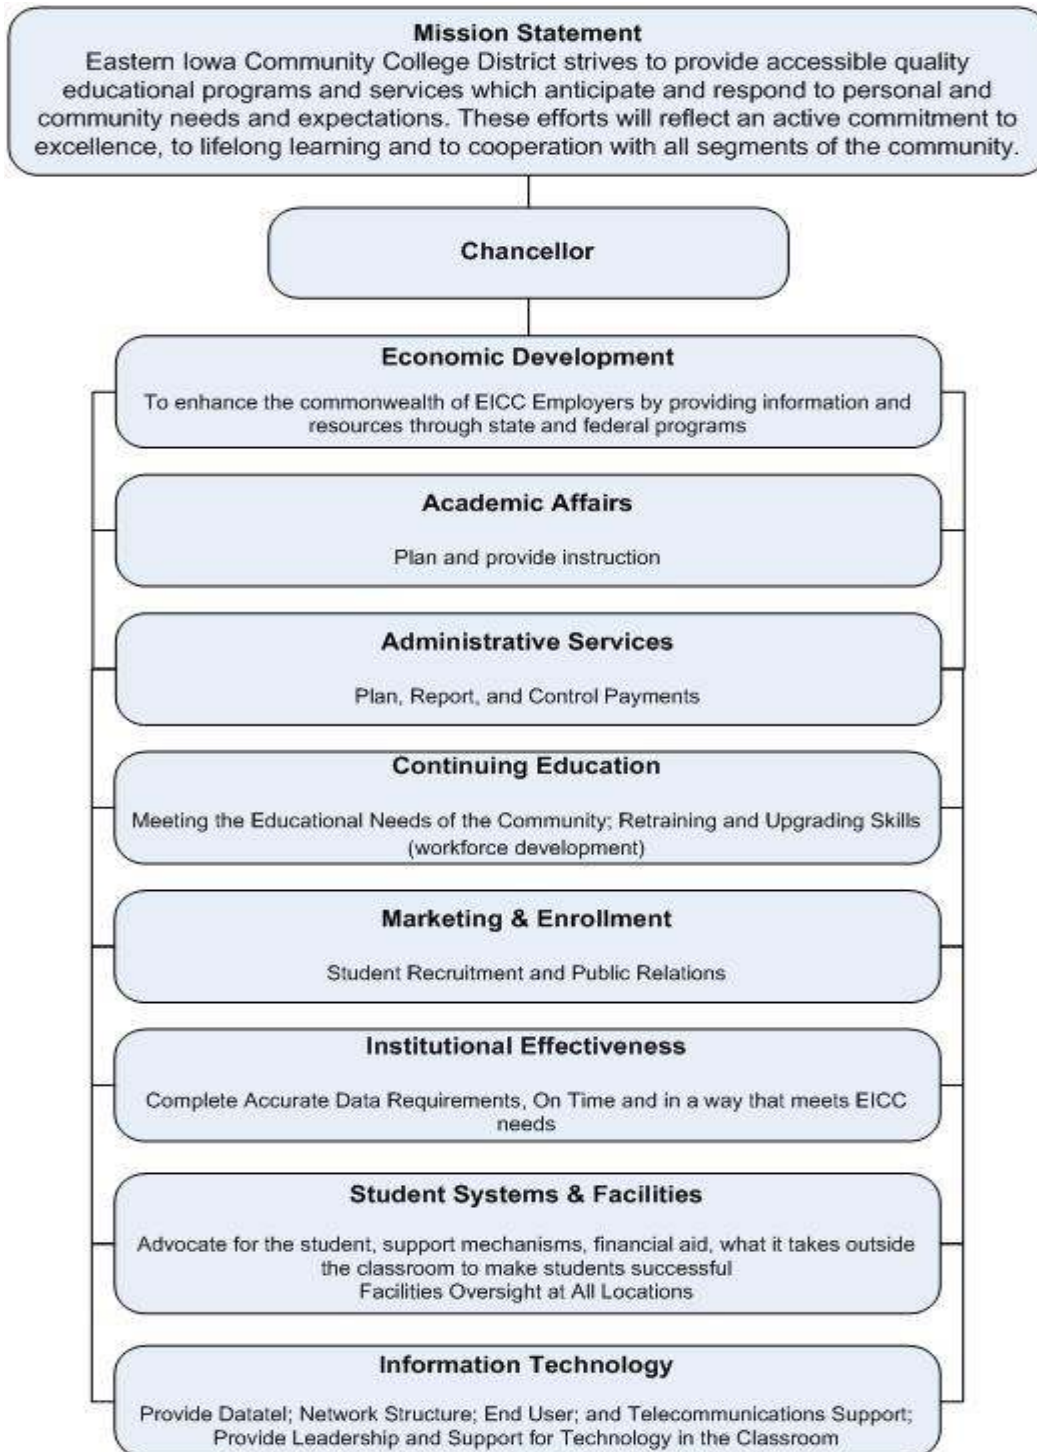 Mission Statement
Eastern Iowa Community College District strives to provide accessible quality
educational programs and services which anticipate and respond to personal and
community needs and expectations. These efforts will reflect an active commitment to
excellence, to lifelong learning and to cooperation with all segments of the community.
Chancellor
Economic Development
To enhance the commonwealth of EICC Employers by providing information and
resources through state and federal programs
Academic Affairs
Plan and provide instruction
Administrative Services
Plan, Report, and Control Payments
Continuing Education
Meeting the Educational Needs of the Community; Retraining and Upgrading Skills
(workforce development)
Marketing & Enrollment
Student Recruitment and Public Relations
Institutional Effectiveness
Complete Accurate Data Requirements, On Time and in a way that meets EICC
needs
Student Systems & Facilities
Advocate for the student, support mechanisms, financial aid, what it takes outside
the classroom to make students successful
Facilities Oversight at All Locations
Information Technology
Provide Datatel; Network Structure; End User; and Telecommunications Support;
Provide Leadership and Support for Technology in the Classroom